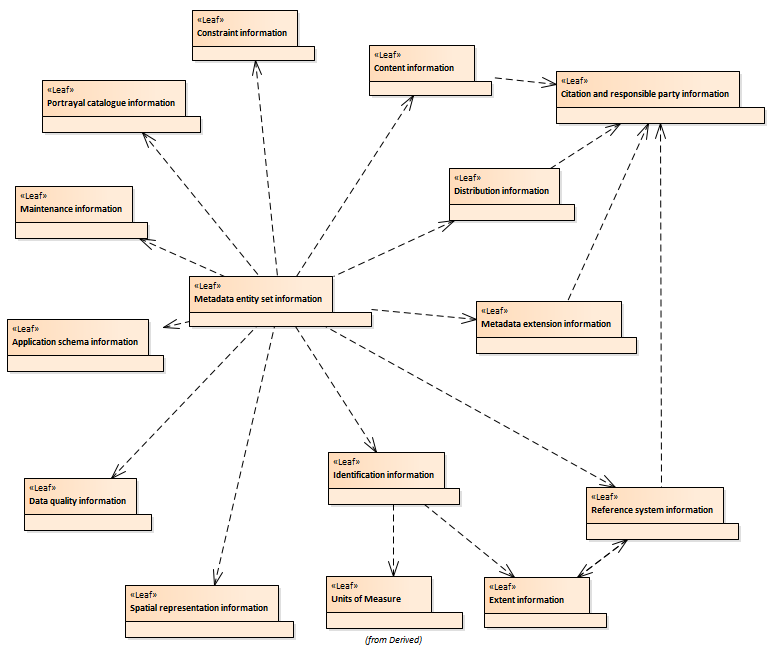 «Leaf»
Constraint information
«Leaf»
Content information
«Leaf»
Citation and responsible party information
«Leaf»
Portrayal catalogue information
«Leaf»
Distribution information
«Leaf»
Maintenance information
«Leaf»
Metadata entity set information
«Leaf»
Metadata extension information
«Leaf»
Application schema information
«Leaf»
Identification information
«Leaf»
Data quality information
«Leaf»
Reference system information
«Leaf»
Spatial representation information
«Leaf»
Units of Measure
(from Derived)
«Leaf»
Extent information